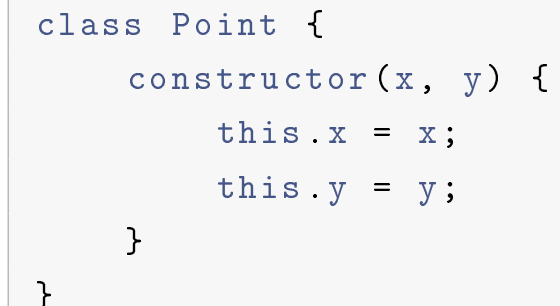 class Point {
    constructor(x, y) {
        this.x = x;
        this.y = y;
    }
}